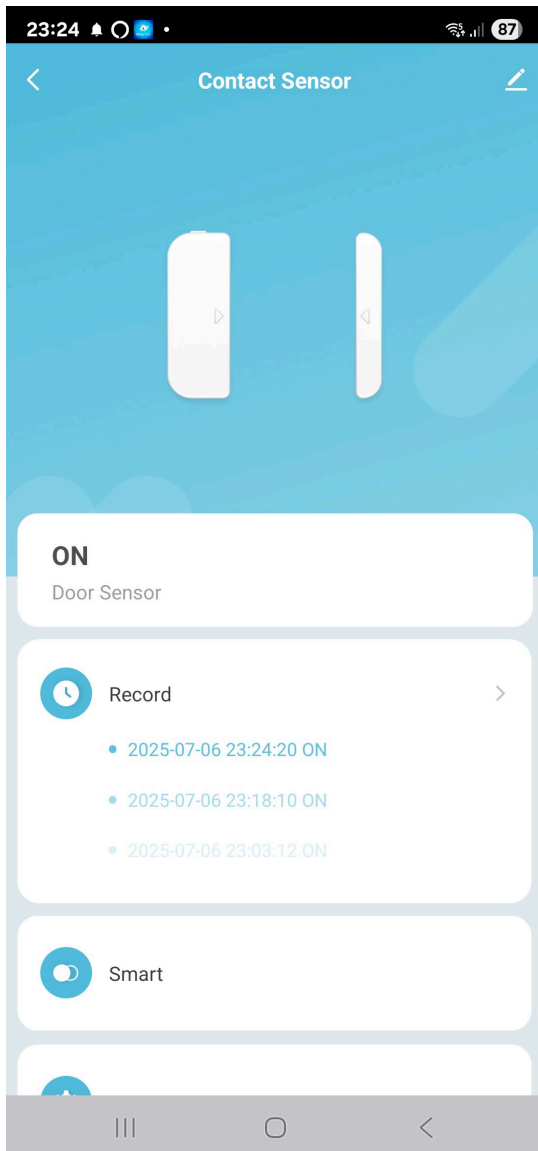 23:24
87
Contact Sensor
ON
Door Sensor
Record
2025-07-06 23:24:20 ON
2025-07-06 23:18:10 ON
2025-07-06 23:03:12 ON
Smart